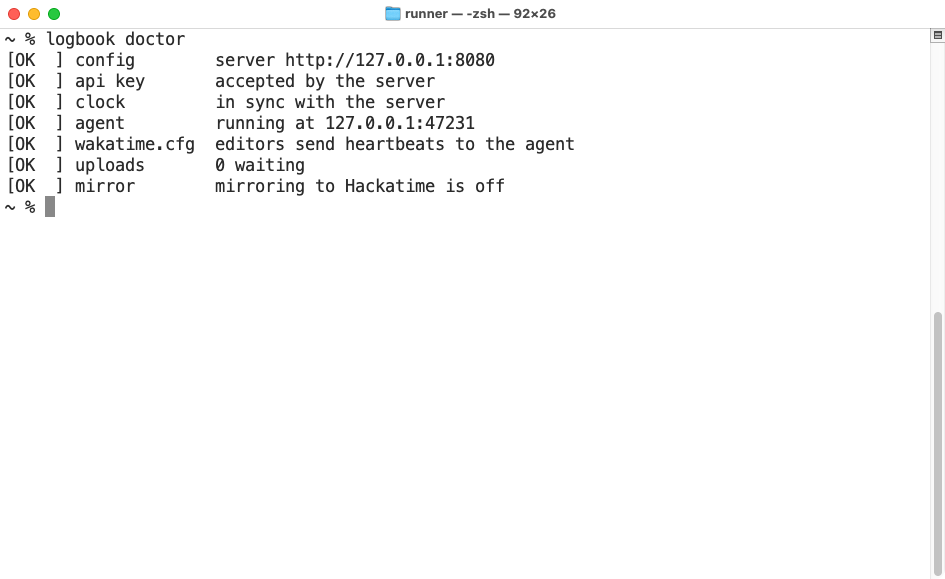 runner — -zsh — 92×26
~ % logbook doctor
[OK  ] config        server http://127.0.0.1:8080
[OK  ] api key       accepted by the server
[OK  ] clock         in sync with the server
[OK  ] agent         running at 127.0.0.1:47231
[OK  ] wakatime.cfg  editors send heartbeats to the agent
[OK  ] uploads       0 waiting
[OK  ] mirror        mirroring to Hackatime is off
~ %